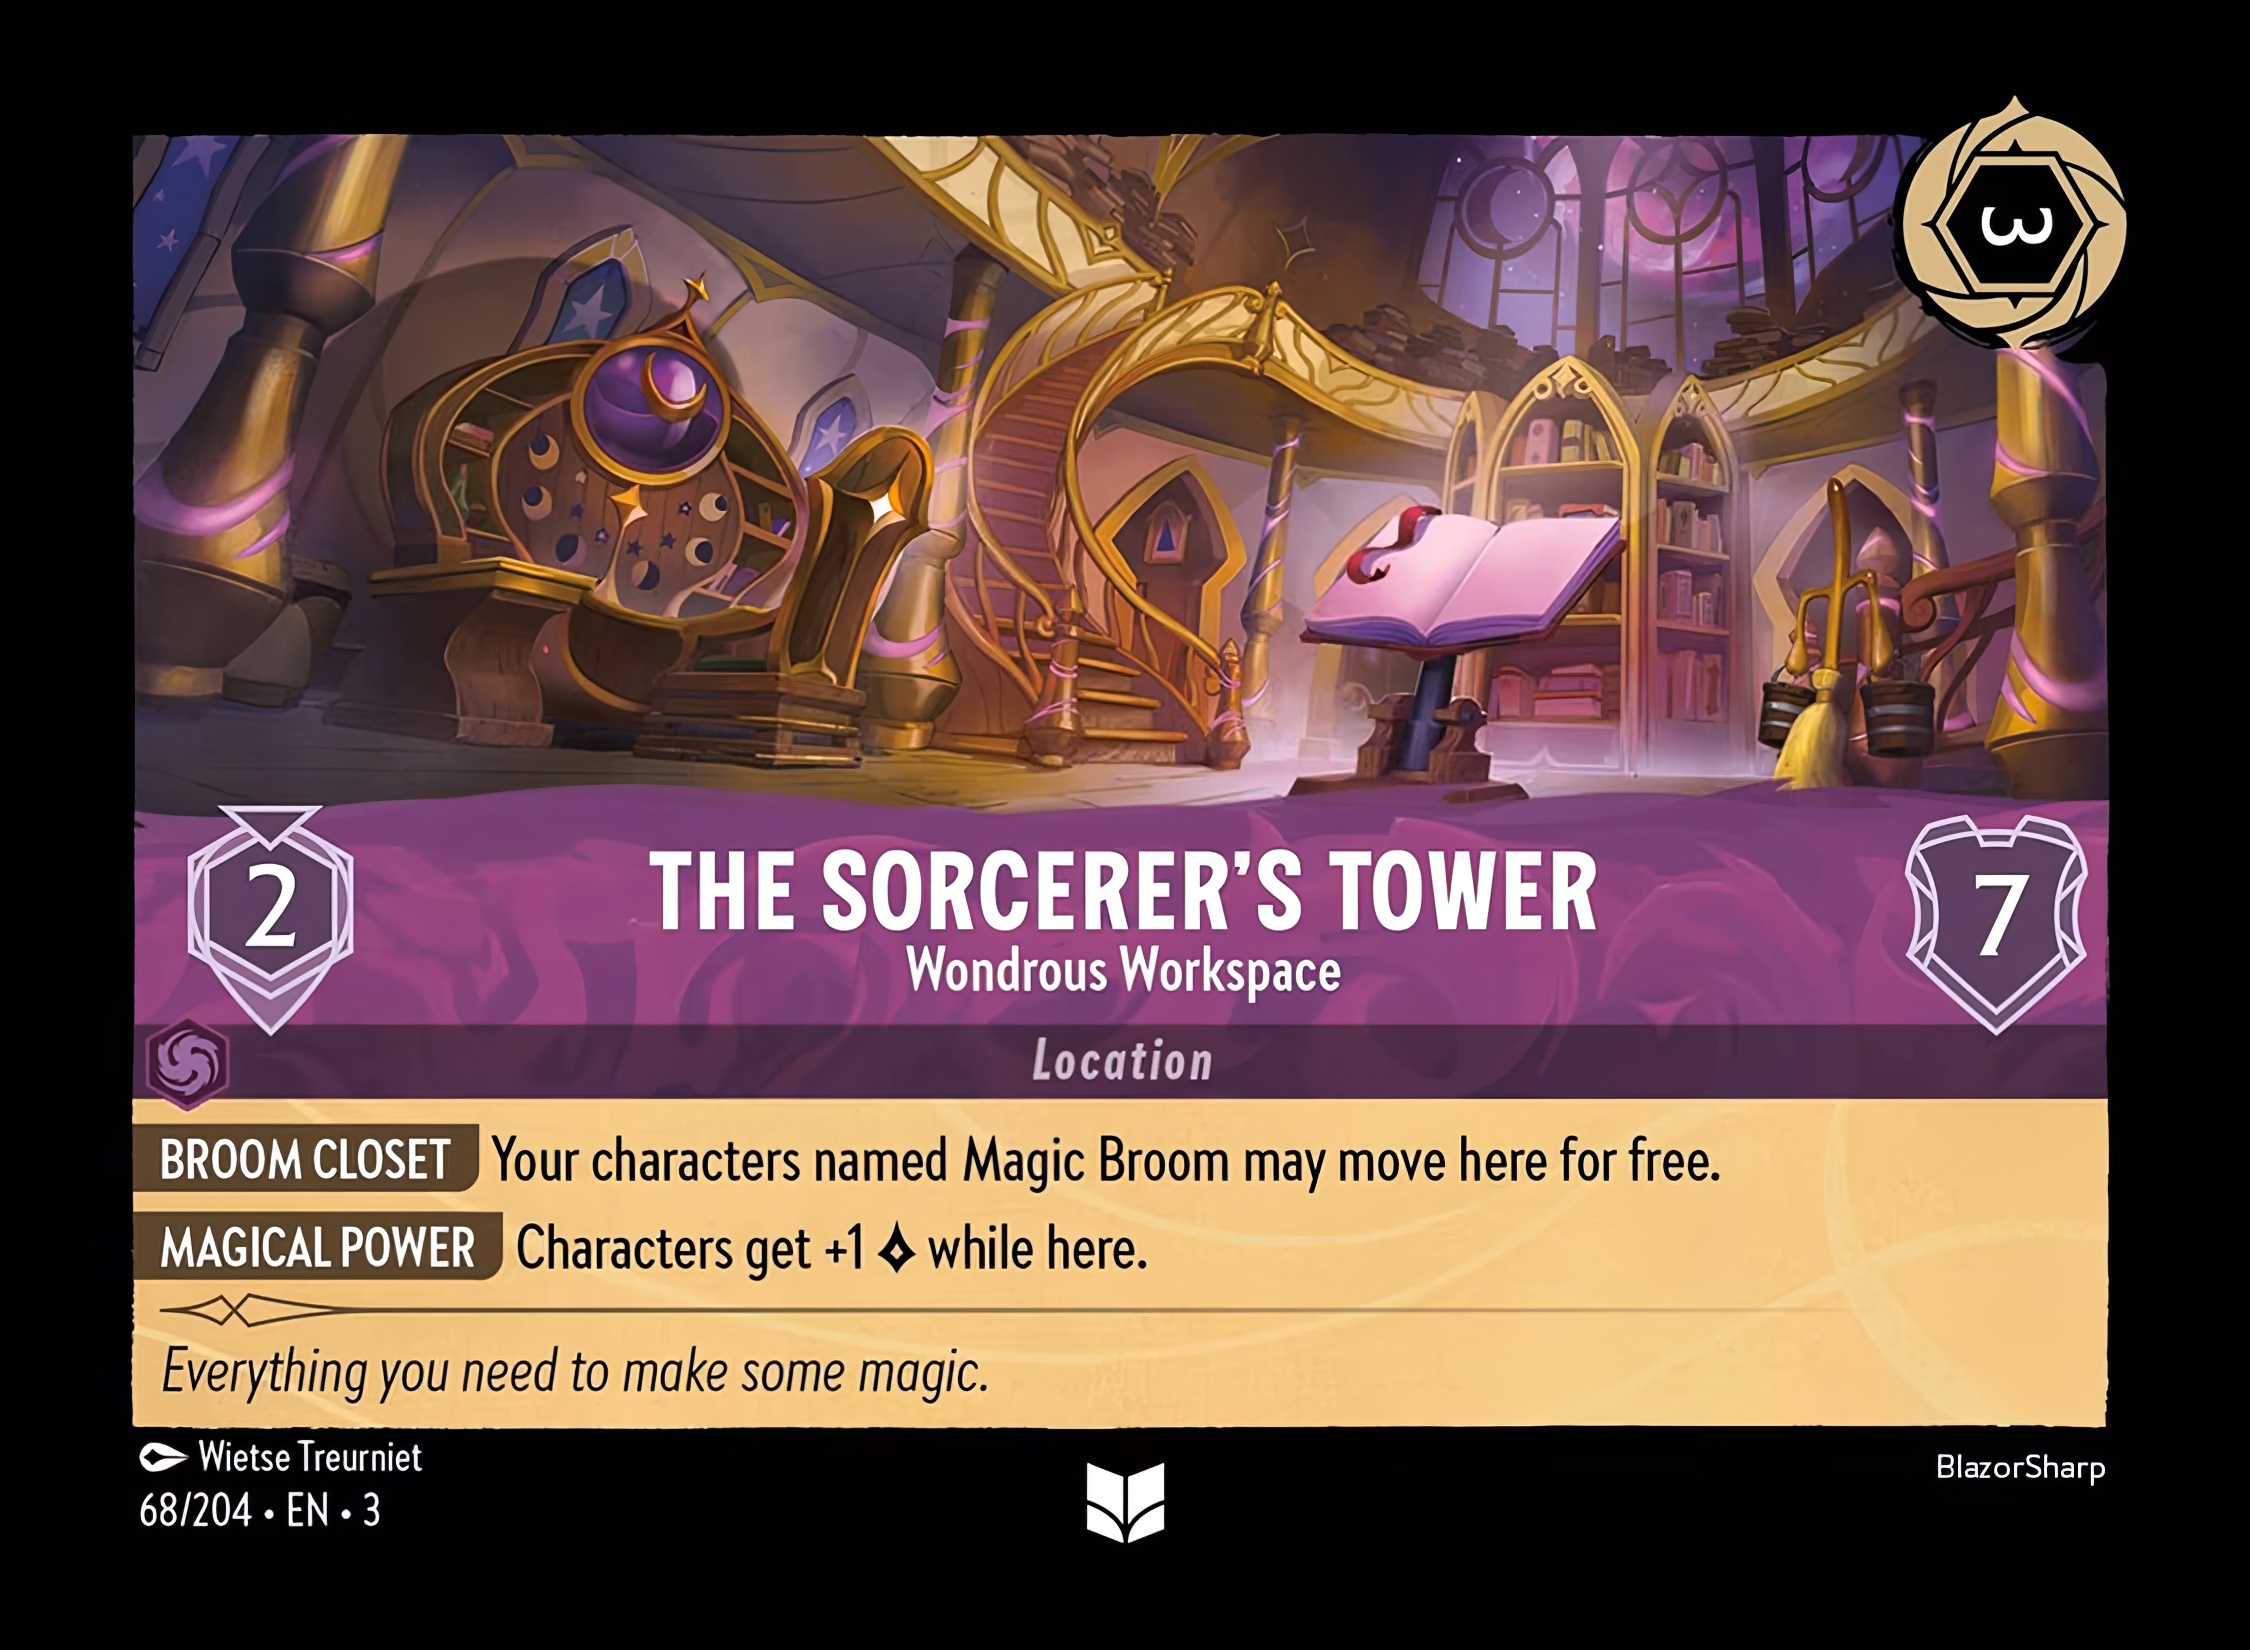 3
2
THE SORCERER’S TOWER
7
Wondrous Workspace
Location
BROOM CLOSET Your characters named Magic Broom may move here for free.
MAGICAL POWER Characters get +1 while here.
Everything you need to make some magic.
Wietse Treurniet
BlazorSharp
68/204 • EN • 3